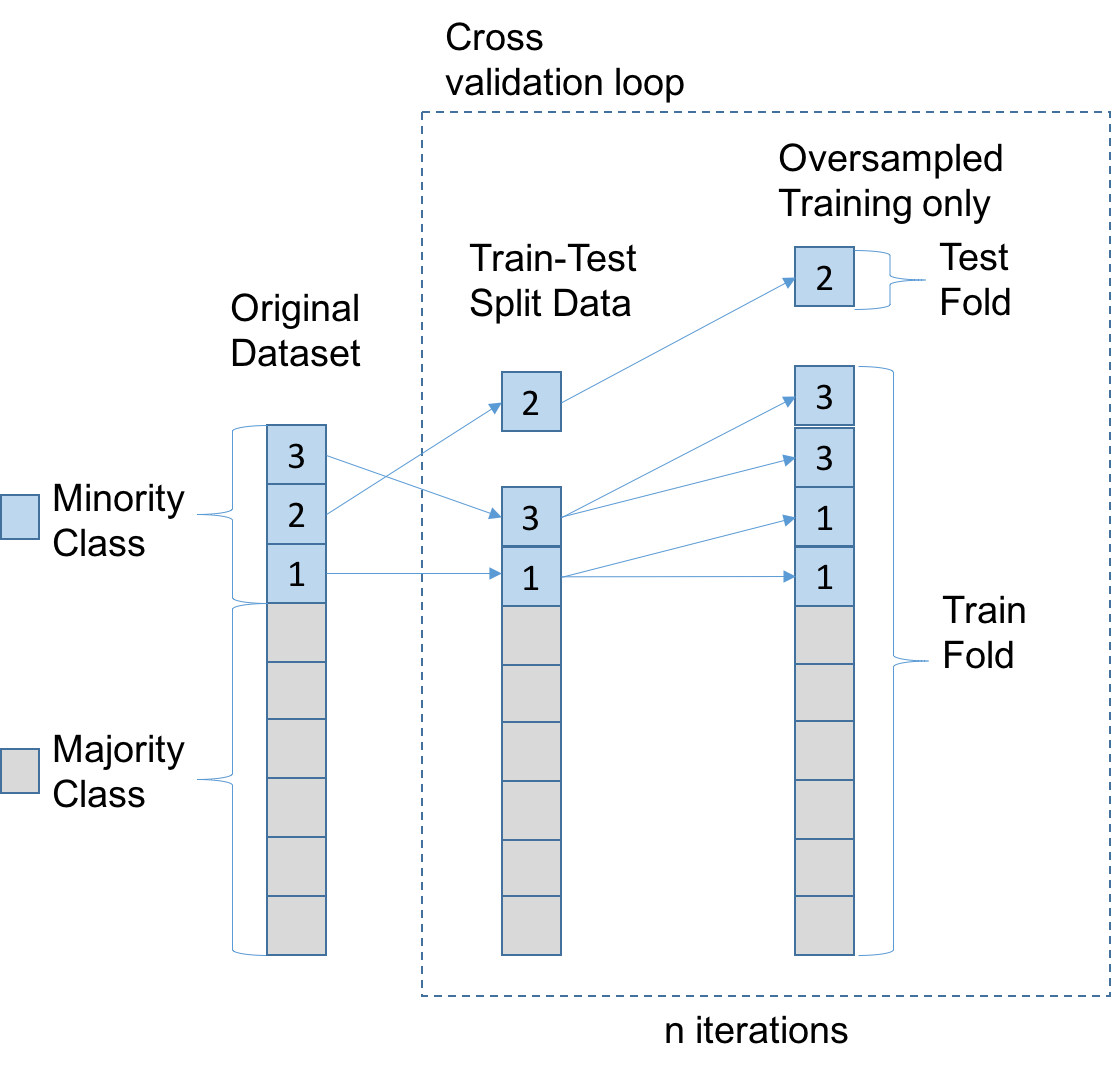 Cross
validation loop
Oversampled
Training only
Train-Test
Split Data
Test
Fold
Original
Dataset
2
2
3
3
3
3
2
1
1
1
1
Minority
Class
Train
Fold
Majority
Class
n iterations